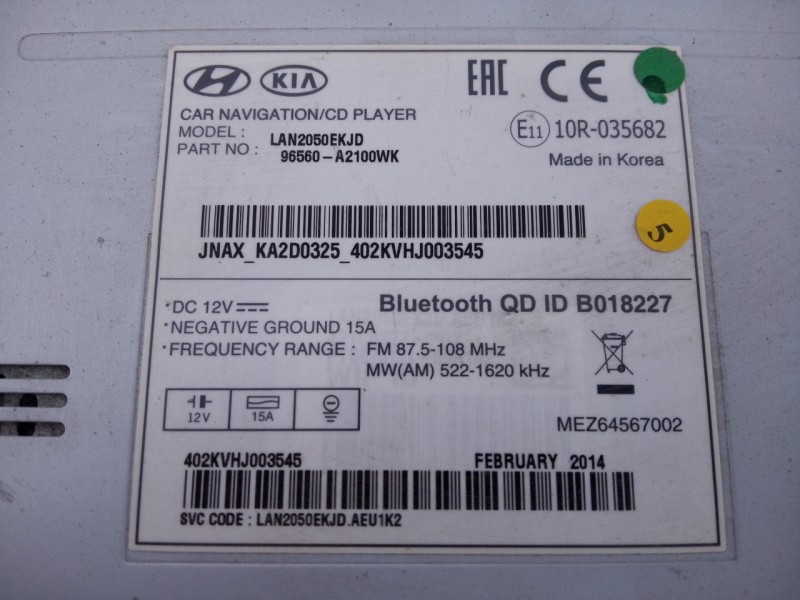 HYUNDAI KIA EAC CE
CAR NAVIGATION/CD PLAYER
MODEL : LAN2050EKJD
PART NO : 96560-A2100WK
E11 10R-035682
Made in Korea
5
JNAX_KA2D0325_402KVHJ003545
•DC 12V
Bluetooth QD ID B018227
•NEGATIVE GROUND 15A
•FREQUENCY RANGE : FM 87.5-108 MHz
MW(AM) 522-1620 kHz
12V 15A
MEZ64567002
402KVHJ003545 FEBRUARY 2014
SVC CODE : LAN2050EKJD.AEU1K2